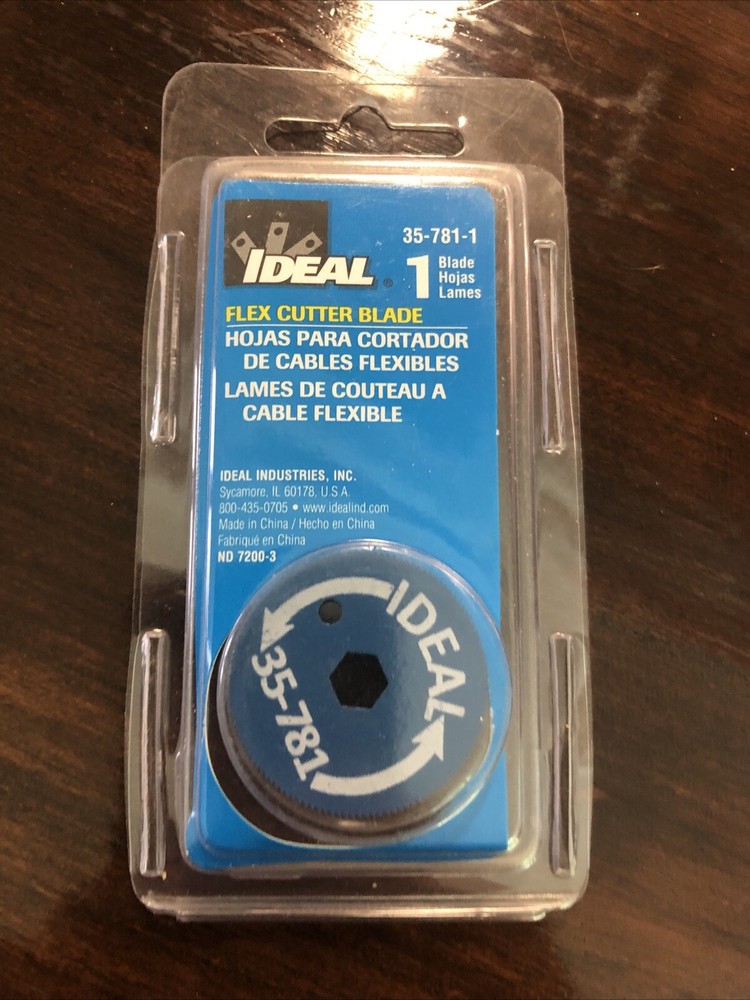 IDEAL®
35-781-1
1 Blade
Hojas
Lames
FLEX CUTTER BLADE
HOJAS PARA CORTADOR
DE CABLES FLEXIBLES
LAMES DE COUTEAU A
CABLE FLEXIBLE
IDEAL INDUSTRIES, INC.
Sycamore, IL 60178, U.S.A.
800-435-0705 • www.idealind.com
Made in China / Hecho en China
Fabriqué en China
ND 7200-3
IDEAL
35-781